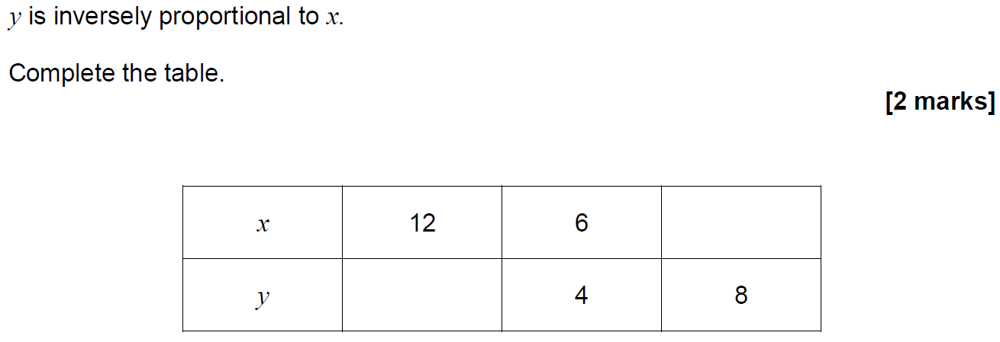 y is inversely proportional to x.
Complete the table.
[2 marks]
x 12 6
y 4 8